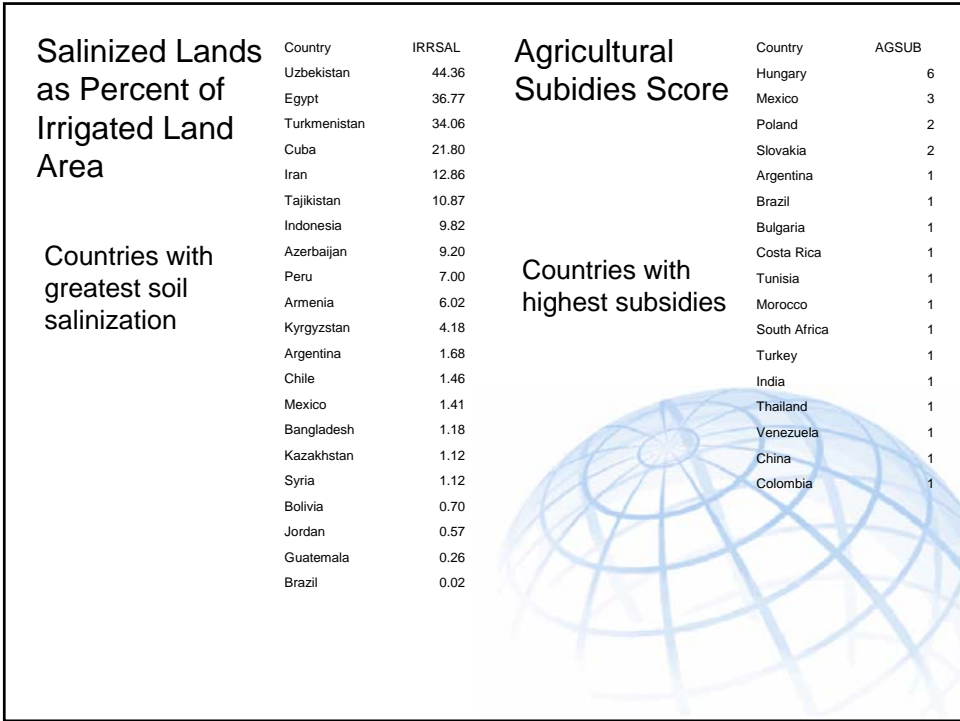 Salinized Lands
as Percent of
Irrigated Land
Area
Countries with
greatest soil
salinization
Country IRRSAL
Uzbekistan 44.36
Egypt 36.77
Turkmenistan 34.06
Cuba 21.80
Iran 12.86
Tajikistan 10.87
Indonesia 9.82
Azerbaijan 9.20
Peru 7.00
Armenia 6.02
Kyrgyzstan 4.18
Argentina 1.68
Chile 1.46
Mexico 1.41
Bangladesh 1.18
Kazakhstan 1.12
Syria 1.12
Bolivia 0.70
Jordan 0.57
Guatemala 0.26
Brazil 0.02
Agricultural
Subidies Score
Countries with
highest subsidies
Country AGSUB
Hungary 6
Mexico 3
Poland 2
Slovakia 2
Argentina 1
Brazil 1
Bulgaria 1
Costa Rica 1
Tunisia 1
Morocco 1
South Africa 1
Turkey 1
India 1
Thailand 1
Venezuela 1
China 1
Colombia 1